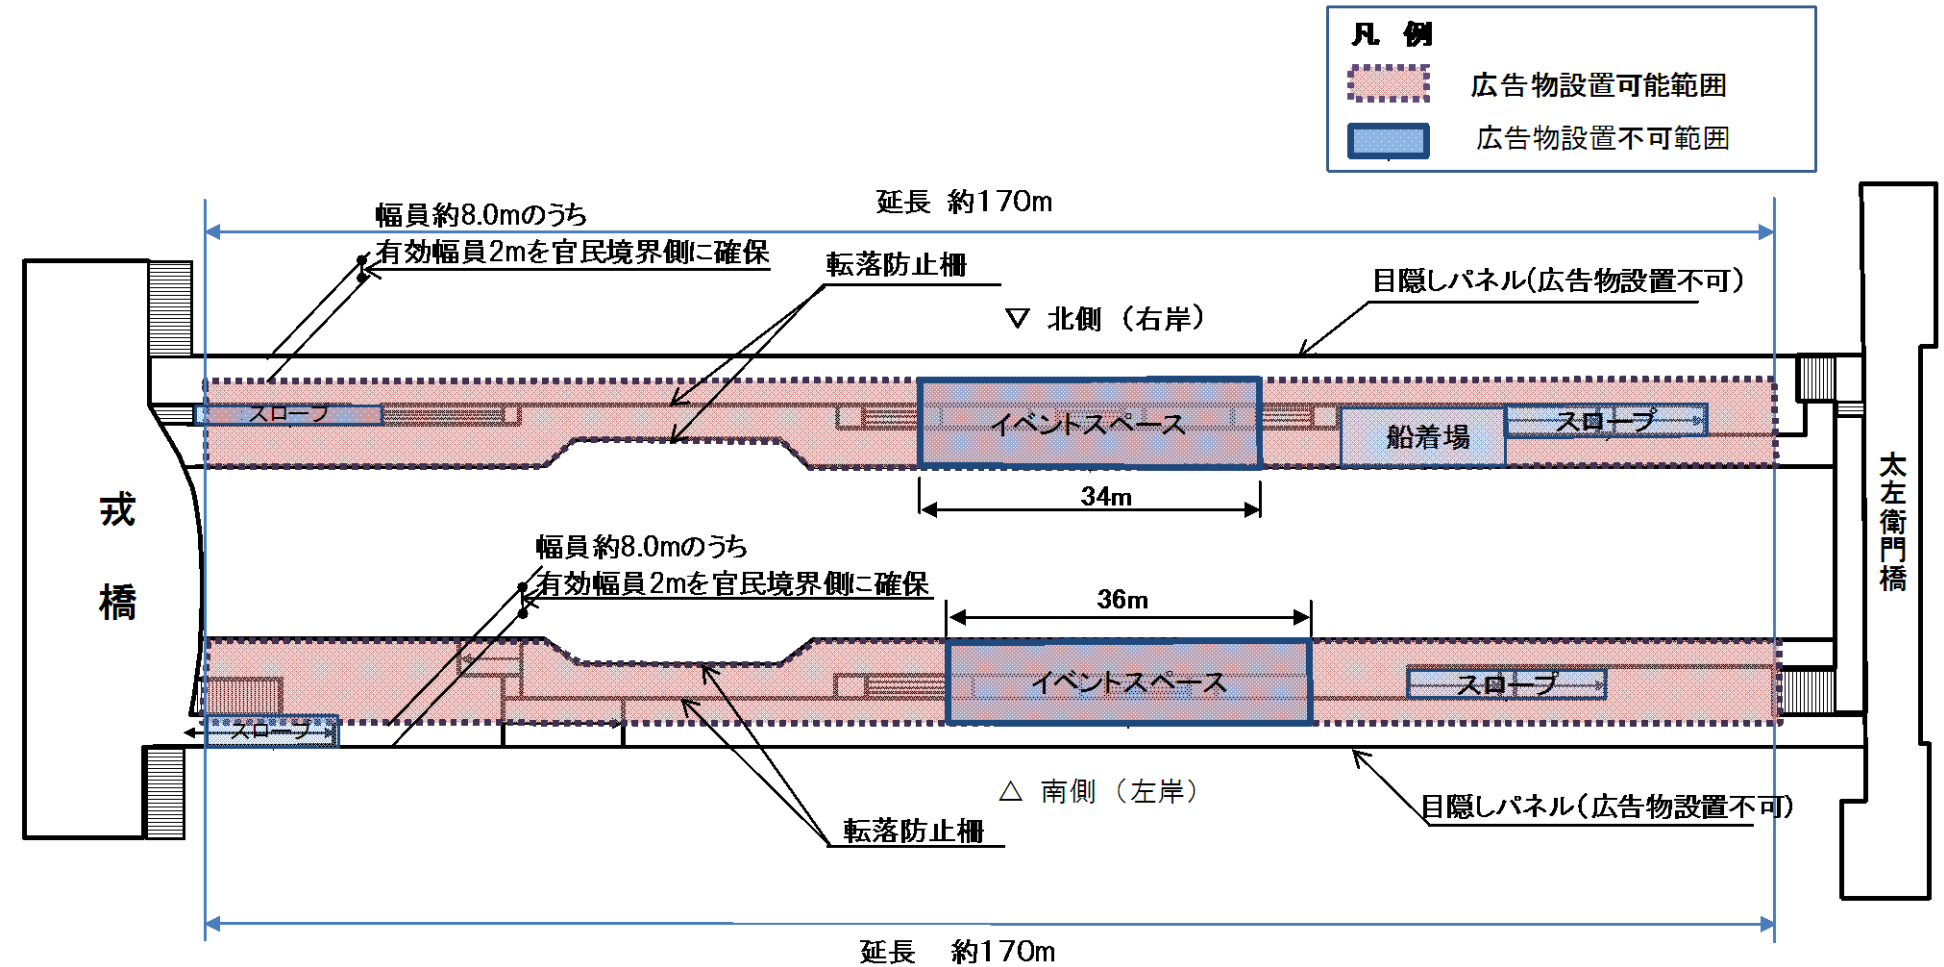 凡 例
広告物設置可能範囲
広告物設置不可範囲
延長 約170m
幅員約8.0mのうち
有効幅員2mを官民境界側に確保
転落防止柵
目隠しパネル(広告物設置不可)
▽ 北側（右岸）
スロープ
イベントスペース
船着場
スロープ
34m
戎橋
太左衛門橋
幅員約8.0mのうち
有効幅員2mを官民境界側に確保
36m
イベントスペース
スロープ
スロープ
△ 南側（左岸）
目隠しパネル(広告物設置不可)
転落防止柵
延長 約170m